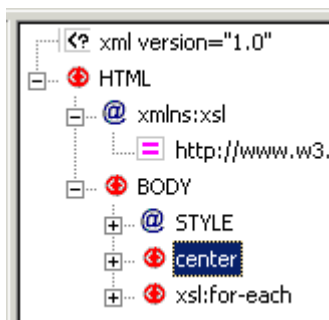 <? xml version="1.0"
HTML
@ xmlns:xsl
= http://www.w3.
BODY
@ STYLE
center
xsl:for-each